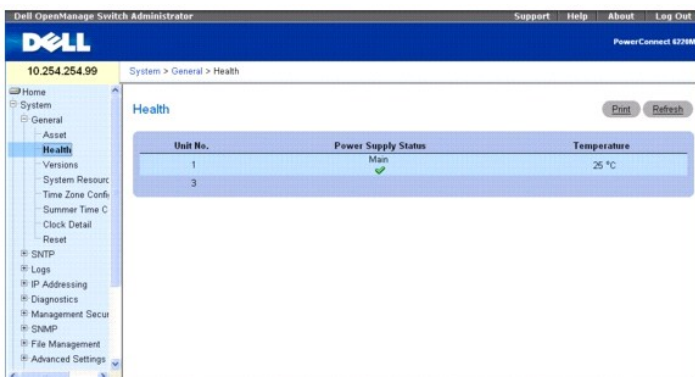 Dell OpenManage Switch Administrator
Support Help About Log Out
DELL
PowerConnect 6220M
10.254.254.99
System > General > Health
Home
System
General
Asset
Health
Versions
System Resourc
Time Zone Confi
Summer Time C
Clock Detail
Reset
SNTP
Logs
IP Addressing
Diagnostics
Management Secur
SNMP
File Management
Advanced Settings
Health
Print Refresh
Unit No. Power Supply Status Temperature
Main
1 25 °C
3